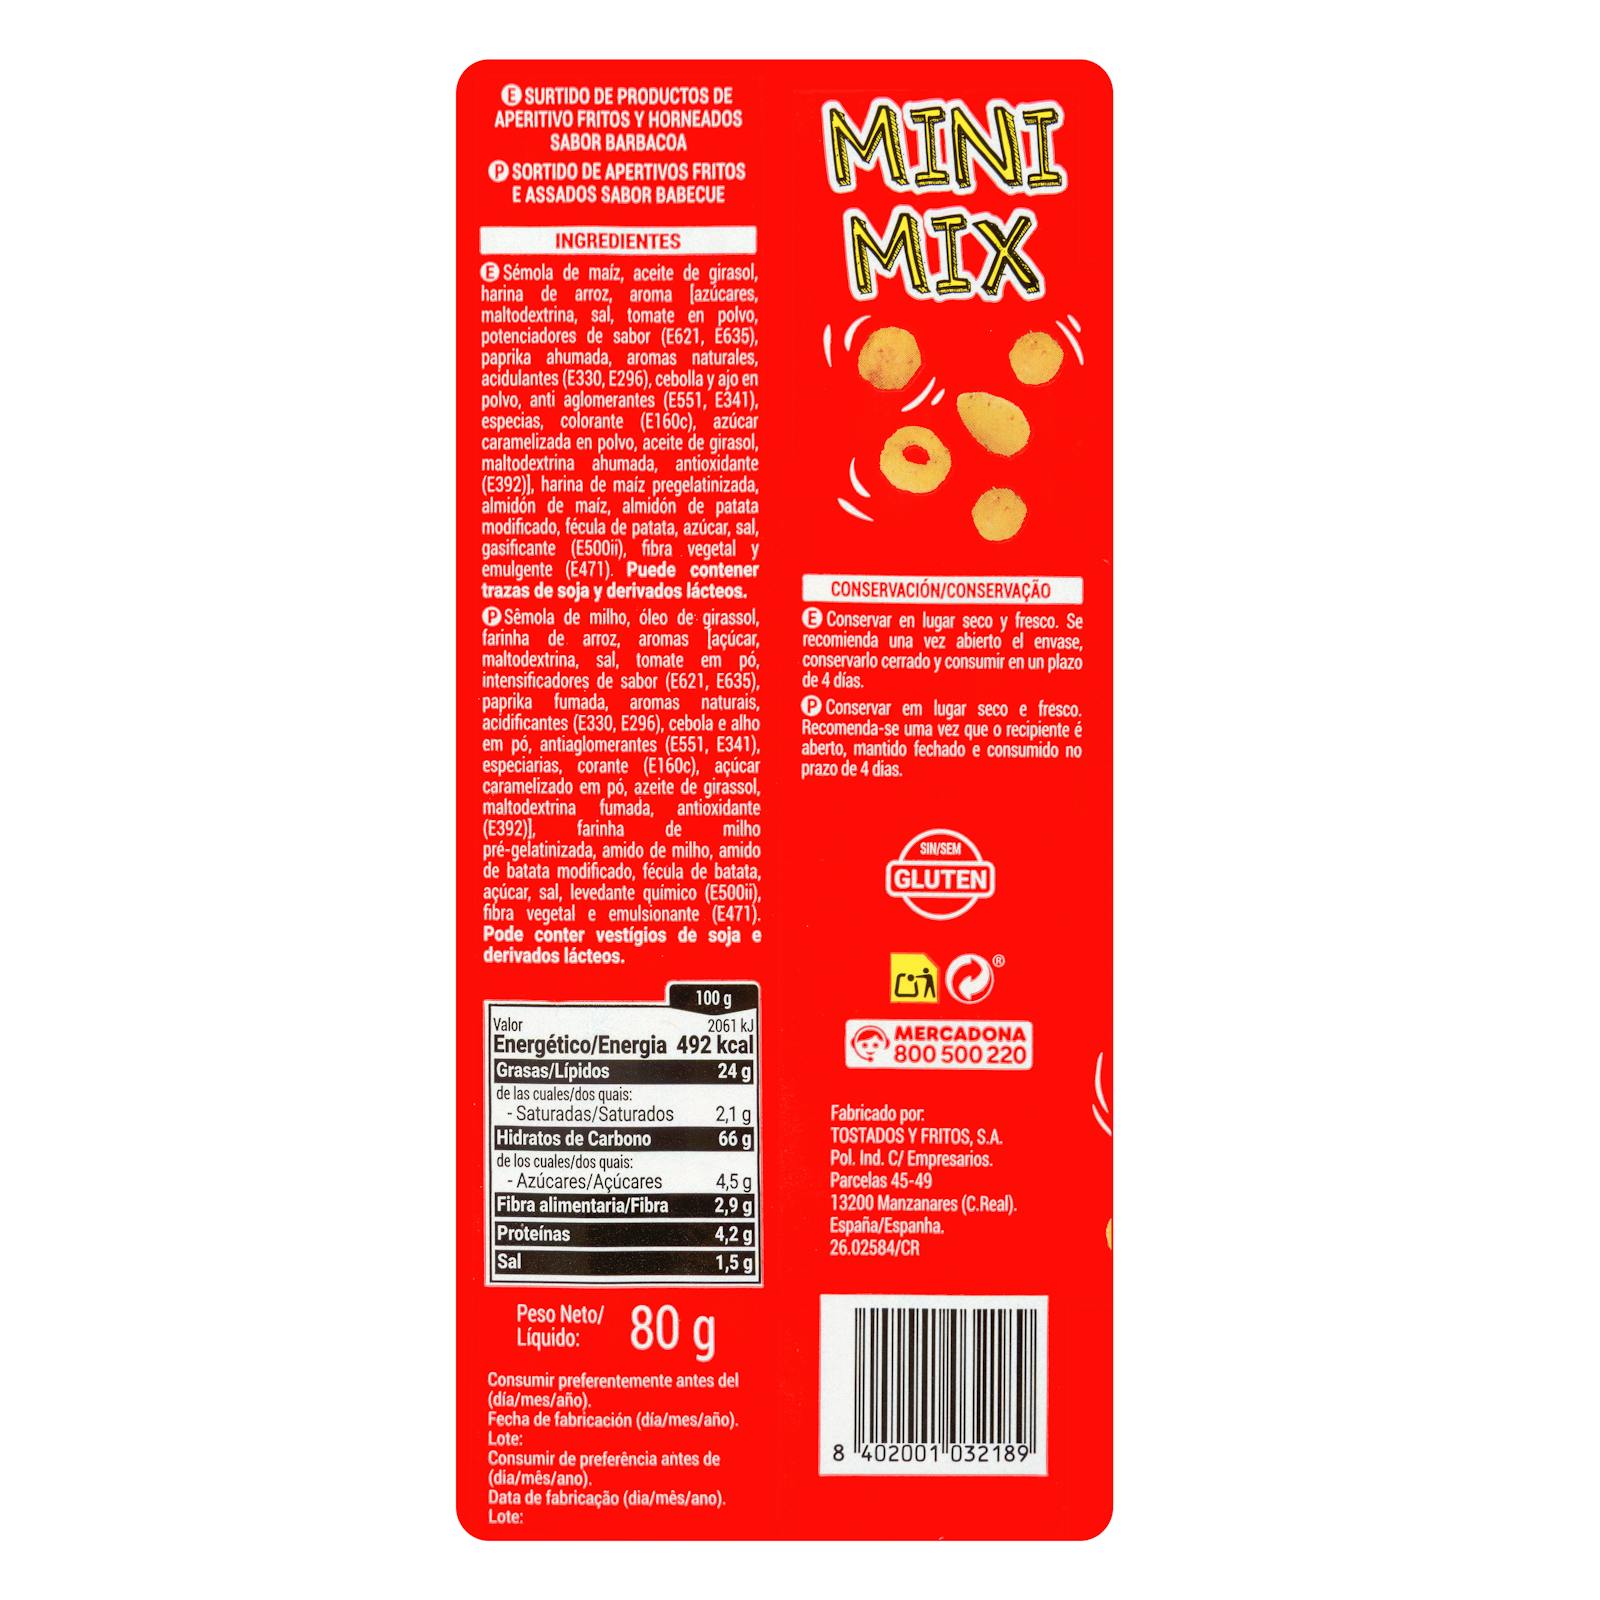 E SURTIDO DE PRODUCTOS DE
APERITIVO FRITOS Y HORNEADOS
SABOR BARBACOA
P SORTIDO DE APERTIVOS FRITOS
E ASSADOS SABOR BABECUE
INGREDIENTES
E Sémola de maíz, aceite de girasol,
harina de arroz, aroma [azúcares,
maltodextrina, sal, tomate en polvo,
potenciadores de sabor (E621, E635),
paprika ahumada, aromas naturales,
acidulantes (E330, E296), cebolla y ajo en
polvo, anti aglomerantes (E551, E341),
especias, colorante (E160c), azúcar
caramelizada en polvo, aceite de girasol,
maltodextrina ahumada, antioxidante
(E392)], harina de maíz pregelatinizada,
almidón de maíz, almidón de patata
modificado, fécula de patata, azúcar, sal,
gasificante (E500ii), fibra vegetal y
emulgente (E471). Puede contener
trazas de soja y derivados lácteos.
P Sêmola de milho, óleo de girassol,
farinha de arroz, aromas [açúcar,
maltodextrina, sal, tomate em pó,
intensificadores de sabor (E621, E635),
paprika fumada, aromas naturais,
acidificantes (E330, E296), cebola e alho
em pó, antiaglomerantes (E551, E341),
especiarias, corante (E160c), açúcar
caramelizado em pó, azeite de girassol,
maltodextrina fumada, antioxidante
(E392)], farinha de milho
pré-gelatinizada, amido de milho, amido
de batata modificado, fécula de batata,
açúcar, sal, levedante químico (E500ii),
fibra vegetal e emulsionante (E471).
Pode conter vestígios de soja e
derivados lácteos.
100 g
Valor 2061 kJ
Energético/Energia 492 kcal
Grasas/Lípidos 24 g
de las cuales/dos quais:
- Saturadas/Saturados 2,1 g
Hidratos de Carbono 66 g
de los cuales/dos quais:
- Azúcares/Açúcares 4,5 g
Fibra alimentaria/Fibra 2,9 g
Proteínas 4,2 g
Sal 1,5 g
Peso Neto/
Líquido: 80 g
Consumir preferentemente antes del
(día/mes/año).
Fecha de fabricación (día/mes/año).
Lote:
Consumir de preferência antes de
(día/mês/ano).
Data de fabricação (dia/mês/ano).
Lote:
MINI
MIX
CONSERVACIÓN/CONSERVAÇÃO
E Conservar en lugar seco y fresco. Se
recomienda una vez abierto el envase,
conservarlo cerrado y consumir en un plazo
de 4 días.
P Conservar em lugar seco e fresco.
Recomenda-se uma vez que o recipiente é
aberto, mantido fechado e consumido no
prazo de 4 dias.
SIN/SEM
GLUTEN
®
MERCADONA
800 500 220
Fabricado por:
TOSTADOS Y FRITOS, S.A.
Pol. Ind. C/ Empresarios.
Parcelas 45-49
13200 Manzanares (C.Real).
España/Espanha.
26.02584/CR
8 402001 032189